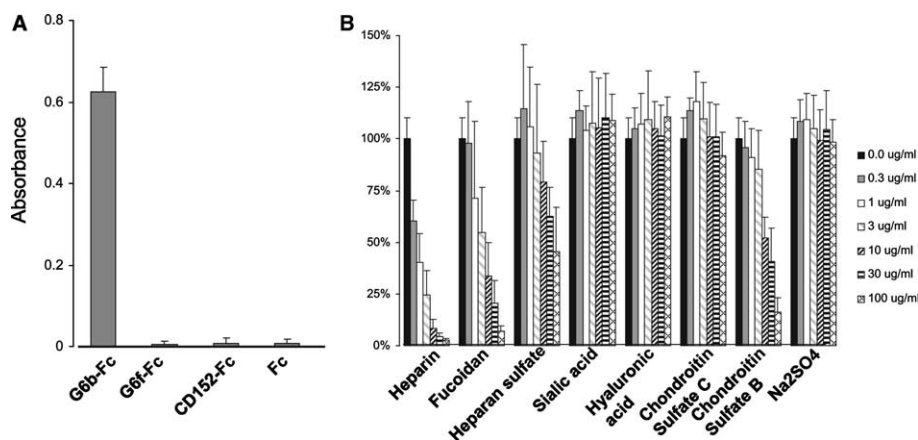 A
Absorbance
0.8
0.6
0.4
0.2
0
G6b-Fc
G6f-Fc
CD152-Fc
Fc
B
150%
125%
100%
75%
50%
25%
0%
Heparin
Fucoidan
Heparan sulfate
Sialic acid
Hyaluronic
acid
Chondroitin
Sulfate C
Chondroitin
Sulfate B
Na2SO4
0.0 ug/ml
0.3 ug/ml
1 ug/ml
3 ug/ml
10 ug/ml
30 ug/ml
100 ug/ml